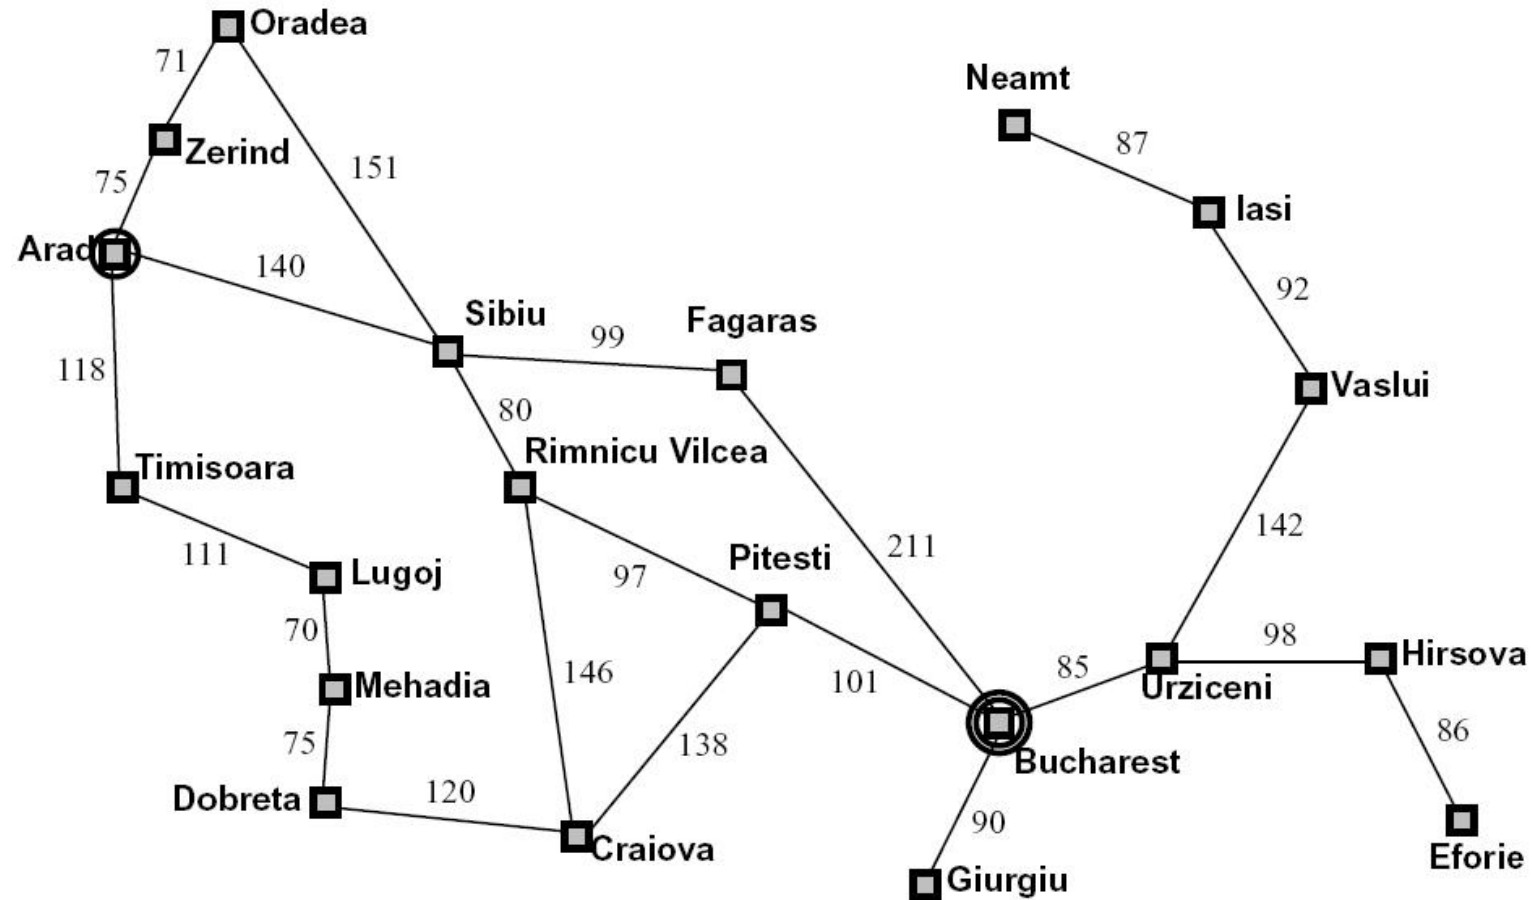 Oradea
71
Neamt
87
Zerind
151
75
Iasi
Arad
140
92
Sibiu
Fagaras
99
118
Vaslui
80
Rimnicu Vilcea
Timisoara
142
211
111
Pitesti
Lugoj
97
70
98
Hirsova
85
146
101
Mehadia
Urziceni
86
75
138
Bucharest
120
Dobreta
90
Craiova
Eforie
Giurgiu